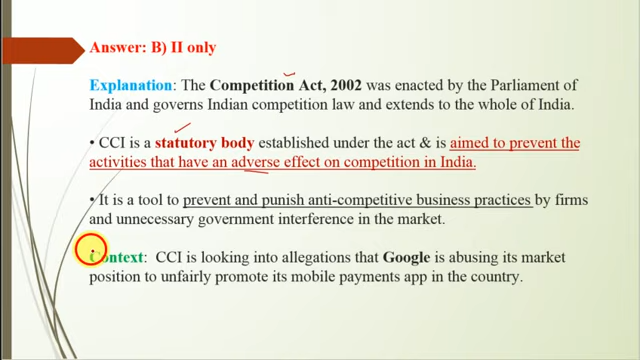 Answer: B) II only
Explanation: The Competition Act, 2002 was enacted by the Parliament of
India and governs Indian competition law and extends to the whole of India.
• CCI is a statutory body established under the act & is aimed to prevent the
activities that have an adverse effect on competition in India.
• It is a tool to prevent and punish anti-competitive business practices by firms
and unnecessary government interference in the market.
Context: CCI is looking into allegations that Google is abusing its market
position to unfairly promote its mobile payments app in the country.